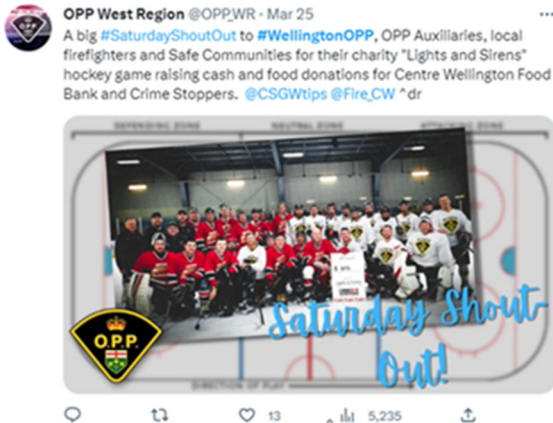 OPP West Region @OPP_WR · Mar 25
A big #SaturdayShoutOut to #WellingtonOPP, OPP Auxiliaries, local
firefighters and Safe Communities for their charity "Lights and Sirens"
hockey game raising cash and food donations for Centre Wellington Food
Bank and Crime Stoppers. @CSGWtips @Fire_CW ^dr
DEFENDING ZONE NEUTRAL ZONE ATTACKING ZONE
Saturday Shout-
Out!
O.P.P.
DIRECTION OF PLAY
13 5,235